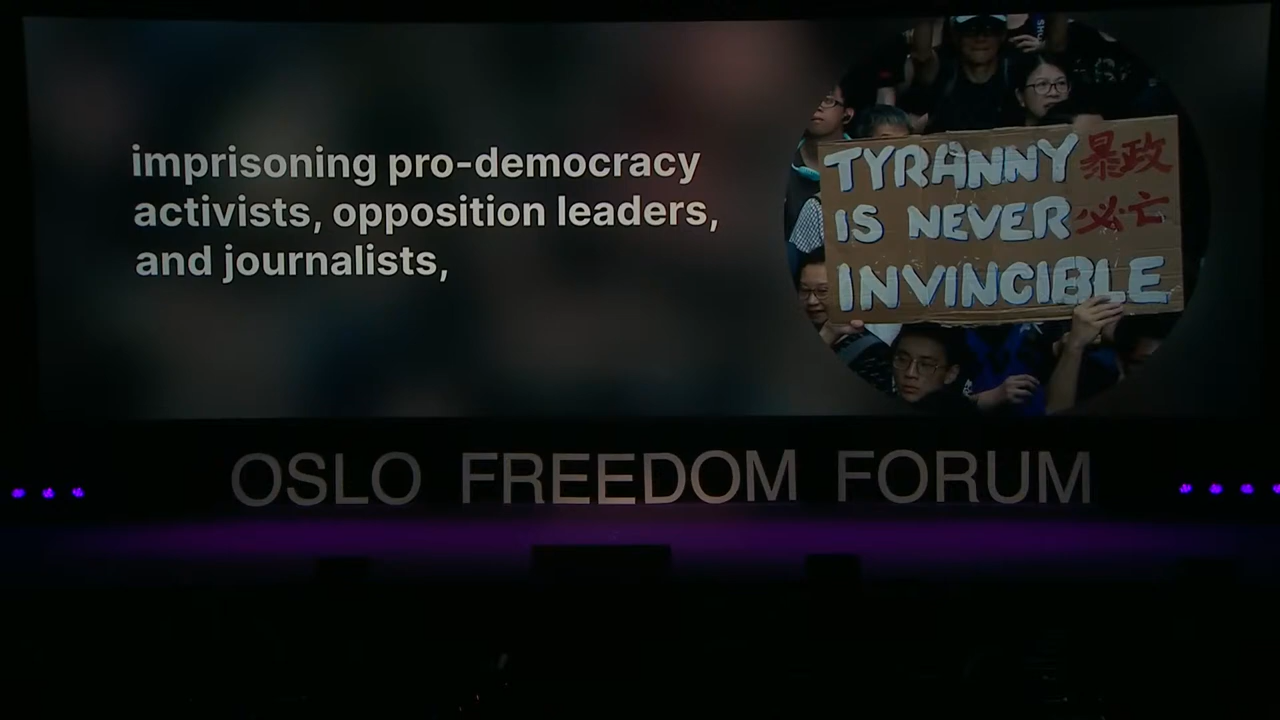 imprisoning pro-democracy
activists, opposition leaders,
and journalists,
TYRANNY 暴政
IS NEVER 必亡
INVINCIBLE
OSLO FREEDOM FORUM